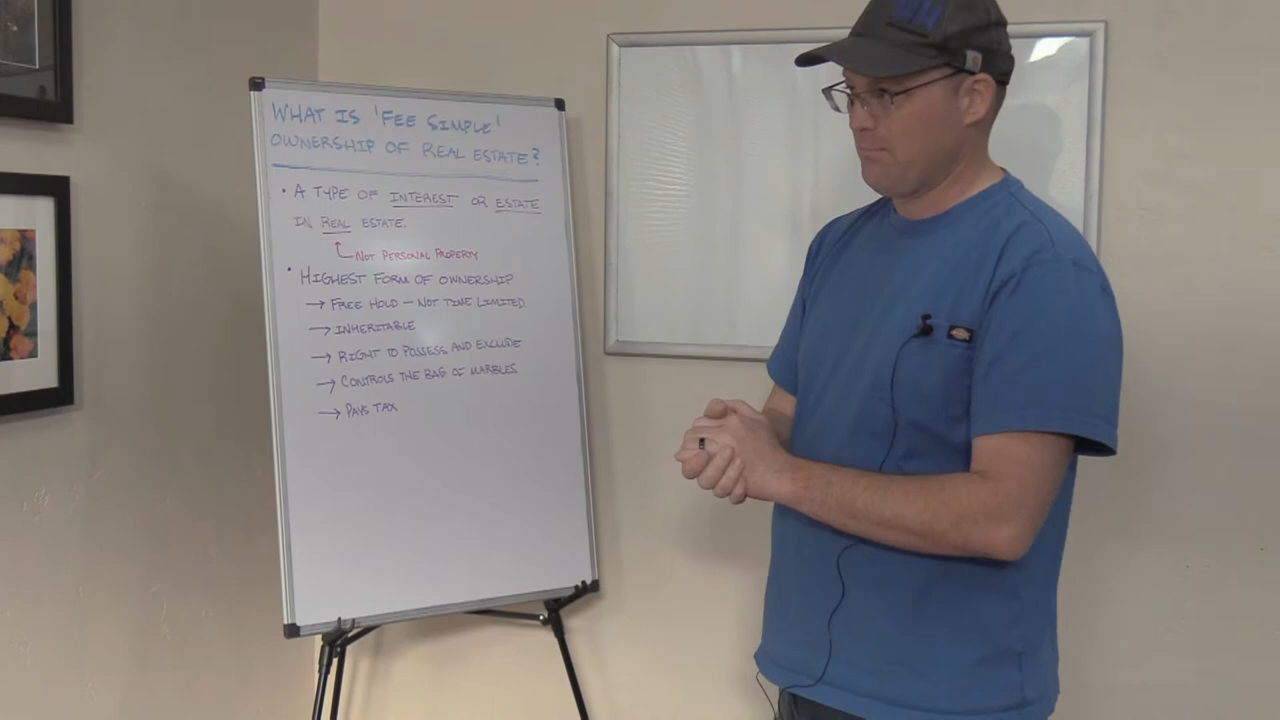 WHAT IS 'FEE SIMPLE'
OWNERSHIP OF REAL ESTATE?
• A TYPE OF INTEREST OR ESTATE
IN REAL ESTATE.
NOT PERSONAL PROPERTY
• HIGHEST FORM OF OWNERSHIP
→ FREE HOLD – NOT TIME LIMITED
→ INHERITABLE
→ RIGHT TO POSSESS AND EXCLUDE
→ CONTROLS THE BAG OF MARBLES
→ PAYS TAX
Dickies